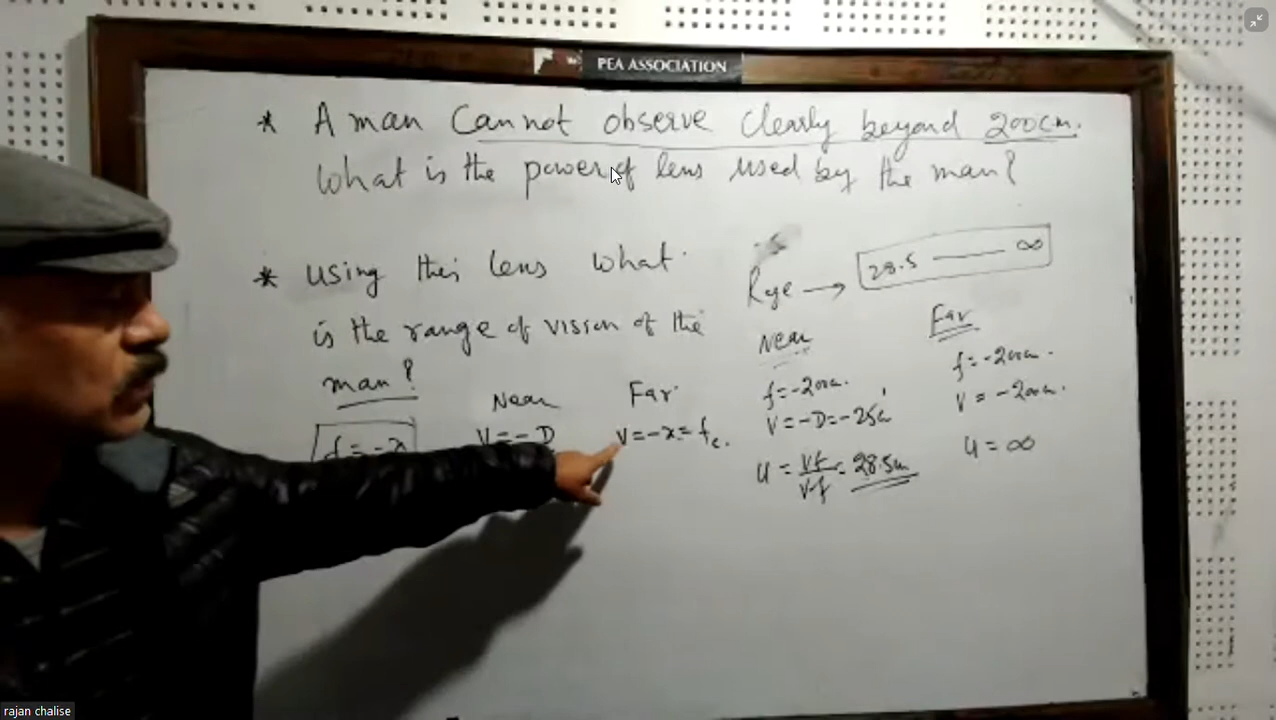 PEA ASSOCIATION
* A man Cannot observe clearly beyond 200cm.
What is the power of lens used by the man?
* Using this lens what
is the range of vision of the
man?
f = -x
Near
V = -D
Far
V = -x = fc.
Rge → 28.5 — ∞
Near
f = -200cm.
V = -D = -25cm
u = vf/v-f = 28.5cm
Far
f = -200cm.
V = -200cm.
u = ∞
rajan chalise